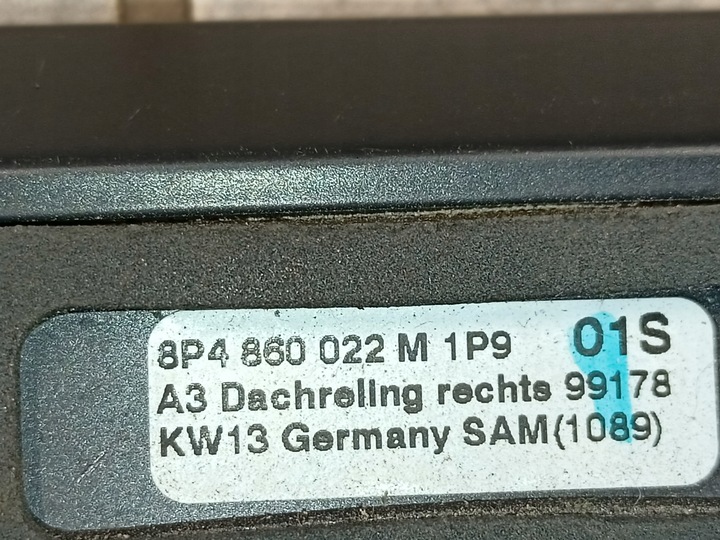 8P4 860 022 M 1P9 01S
A3 Dachreling rechts 99178
KW13 Germany SAM(1089)